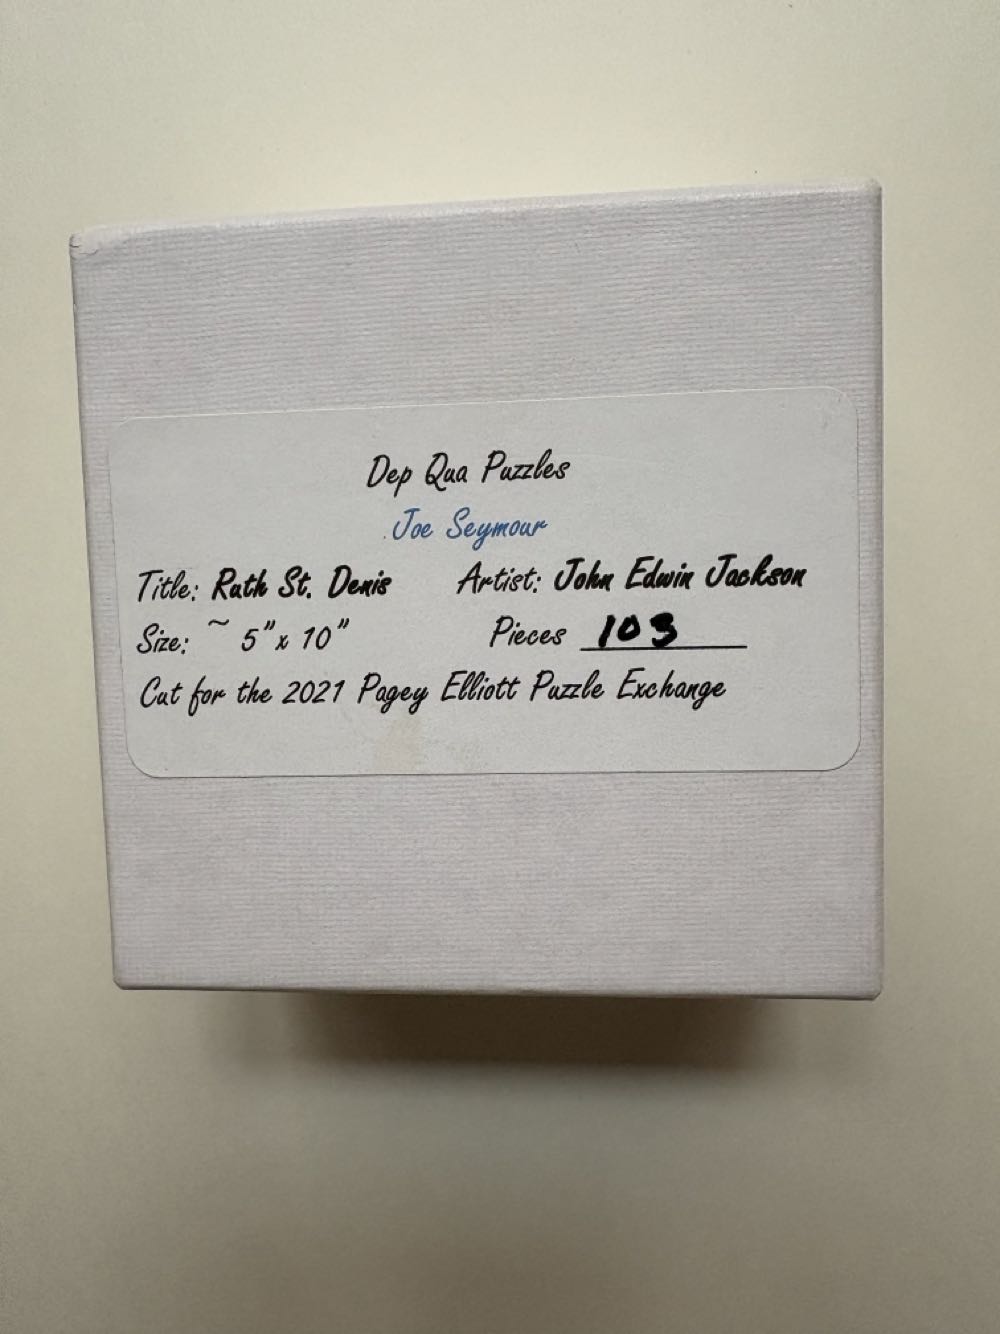 Dep Qua Puzzles
Joe Seymour
Title: Ruth St. Denis Artist: John Edwin Jackson
Size: ~ 5" x 10" Pieces 103
Cut for the 2021 Pagey Elliott Puzzle Exchange